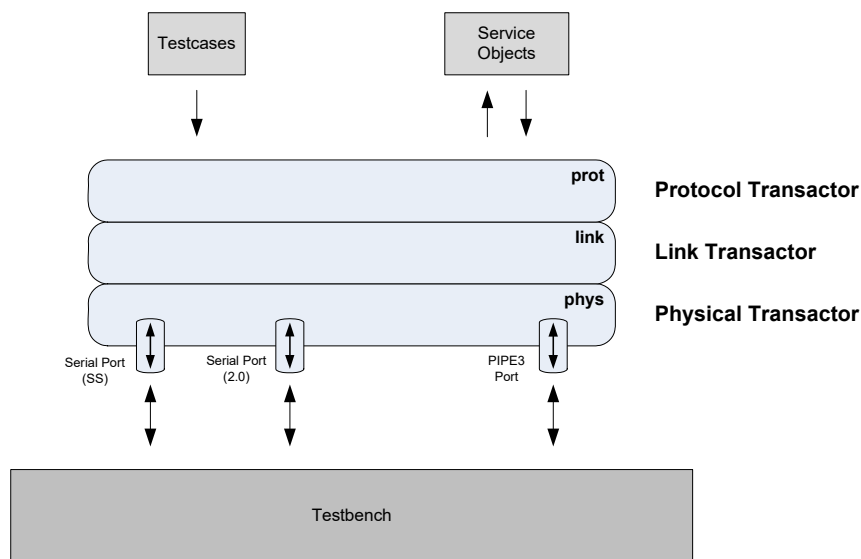 Testcases
Service
Objects
prot
Protocol Transactor
link
Link Transactor
phys
Physical Transactor
Serial Port
(SS)
Serial Port
(2.0)
PIPE3
Port
Testbench